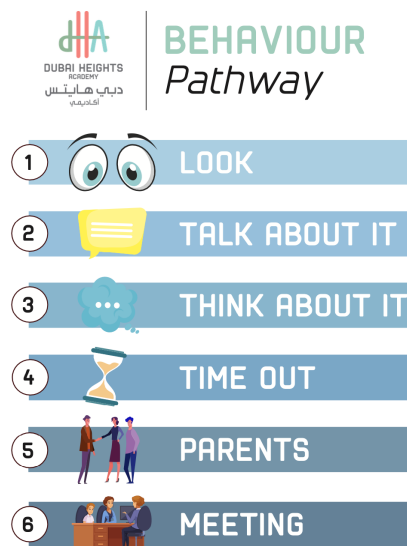 dHA
DUBAI HEIGHTS
ACADEMY
دبي هايتس
أكاديمي
BEHAVIOUR
Pathway
1 LOOK
2 TALK ABOUT IT
3 THINK ABOUT IT
4 TIME OUT
5 PARENTS
6 MEETING